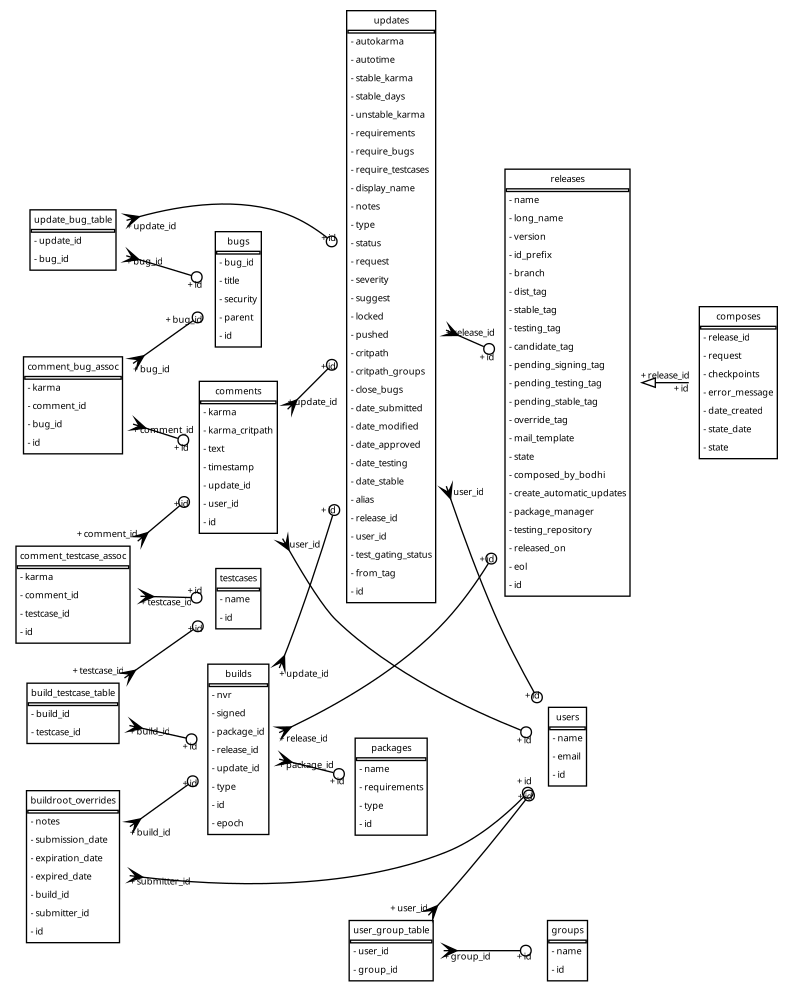 updates
- autokarma
- autotime
- stable_karma
- stable_days
- unstable_karma
- requirements
- require_bugs
- require_testcases
- display_name
- notes
- type
- status
- request
- severity
- suggest
- locked
- pushed
- critpath
- critpath_groups
- close_bugs
- date_submitted
- date_modified
- date_approved
- date_testing
- date_stable
- alias
- release_id
- user_id
- test_gating_status
- from_tag
- id
releases
- name
- long_name
- version
- id_prefix
- branch
- dist_tag
- stable_tag
- testing_tag
- candidate_tag
- pending_signing_tag
- pending_testing_tag
- pending_stable_tag
- override_tag
- mail_template
- state
- composed_by_bodhi
- create_automatic_updates
- package_manager
- testing_repository
- released_on
- eol
- id
composes
- release_id
- request
- checkpoints
- error_message
- date_created
- state_date
- state
+ release_id
+ id
update_bug_table
- update_id
- bug_id
+ update_id
+ id
+ bug_id
+ id
bugs
- bug_id
- title
- security
- parent
- id
comment_bug_assoc
- karma
- comment_id
- bug_id
- id
+ bug_id
+ bug_id
+ comment_id
+ id
comments
- karma
- karma_critpath
- text
- timestamp
- update_id
- user_id
- id
+ update_id
+ id
+ user_id
+ id
comment_testcase_assoc
- karma
- comment_id
- testcase_id
- id
+ comment_id
+ id
+ testcase_id
+ id
testcases
- name
- id
build_testcase_table
- build_id
- testcase_id
+ testcase_id
+ id
+ build_id
+ id
builds
- nvr
- signed
- package_id
- release_id
- update_id
- type
- id
- epoch
+ update_id
+ id
+ release_id
+ id
+ package_id
+ id
packages
- name
- requirements
- type
- id
+ release_id
+ id
+ user_id
+ id
users
- name
- email
- id
buildroot_overrides
- notes
- submission_date
- expiration_date
- expired_date
- build_id
- submitter_id
- id
+ build_id
+ id
+ submitter_id
+ id
user_group_table
- user_id
- group_id
+ user_id
+ id
+ group_id
+ id
groups
- name
- id